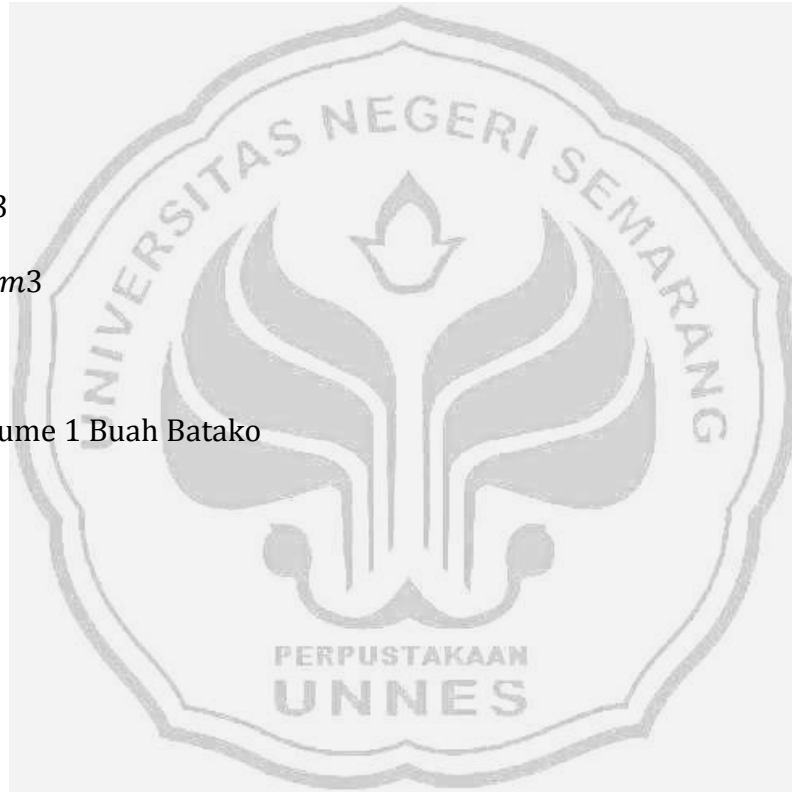 UNIVERSITAS NEGERI SEMARANG
3
m3
ume 1 Buah Batako
PERPUSTAKAAN
UNNES